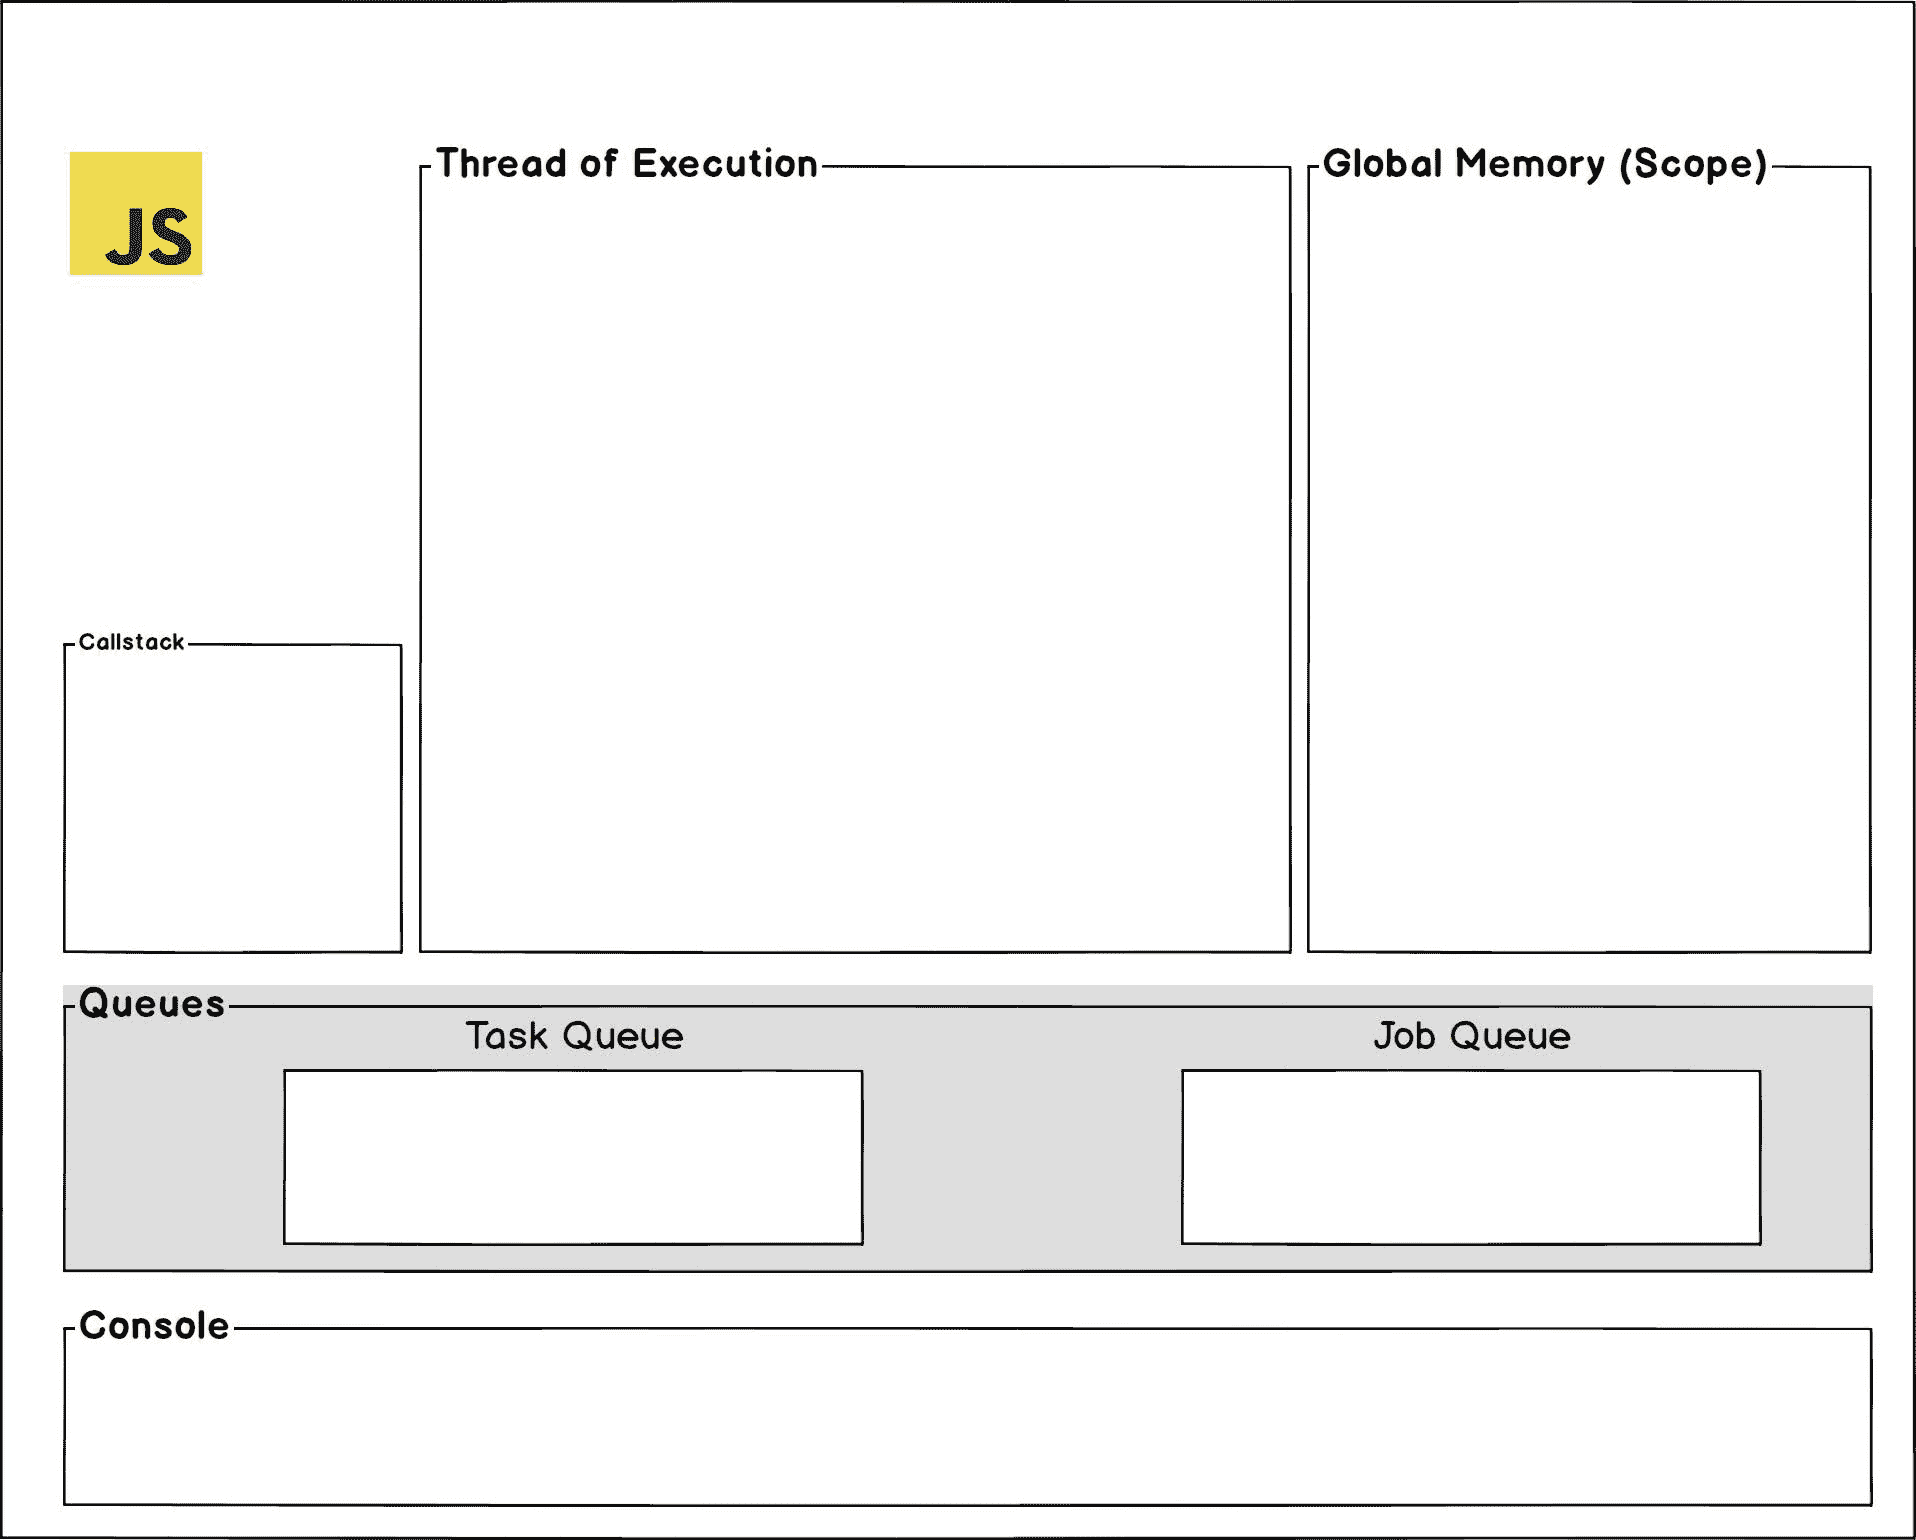 Thread of Execution
Global Memory (Scope)
JS
Callstack
Queues
Task Queue
Job Queue
Console